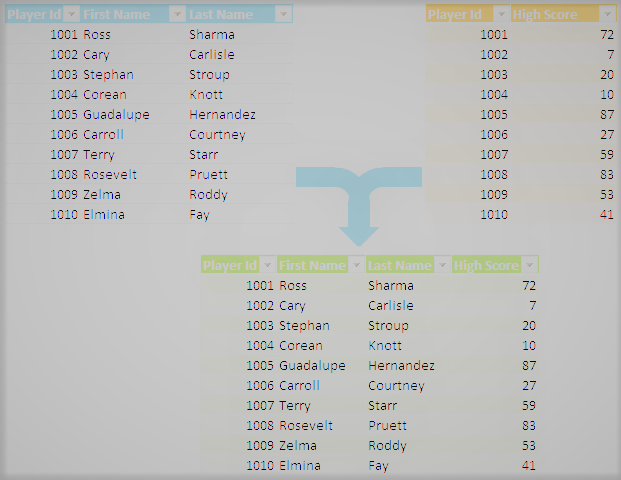 Player Id First Name Last Name
1001 Ross Sharma
1002 Cary Carlisle
1003 Stephan Stroup
1004 Corean Knott
1005 Guadalupe Hernandez
1006 Carroll Courtney
1007 Terry Starr
1008 Rosevelt Pruett
1009 Zelma Roddy
1010 Elmina Fay
Player Id High Score
1001 72
1002 7
1003 20
1004 10
1005 87
1006 27
1007 59
1008 83
1009 53
1010 41
Player Id First Name Last Name High Score
1001 Ross Sharma 72
1002 Cary Carlisle 7
1003 Stephan Stroup 20
1004 Corean Knott 10
1005 Guadalupe Hernandez 87
1006 Carroll Courtney 27
1007 Terry Starr 59
1008 Rosevelt Pruett 83
1009 Zelma Roddy 53
1010 Elmina Fay 41